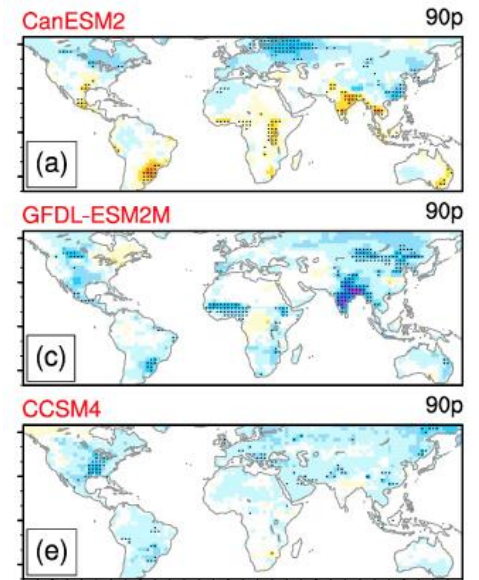 CanESM2 90p
(a)
GFDL-ESM2M 90p
(c)
CCSM4 90p
(e)